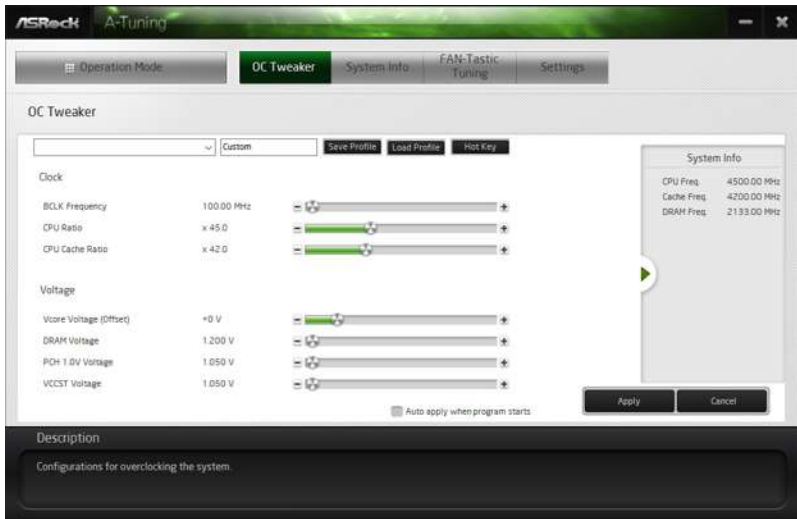 ASRock A-Tuning
Operation Mode
OC Tweaker
System Info
FAN-Tastic
Tuning
Settings
OC Tweaker
Custom
Save Profile
Load Profile
Hot Key
Clock
BCLK Frequency 100.00 MHz
CPU Ratio x 45.0
CPU Cache Ratio x 42.0
Voltage
Vcore Voltage (Offset) +0 V
DRAM Voltage 1.200 V
PCH 1.0V Voltage 1.050 V
VCCST Voltage 1.050 V
Auto apply when program starts
System Info
CPU Freq. 4500.00 MHz
Cache Freq. 4200.00 MHz
DRAM Freq. 2133.00 MHz
Apply
Cancel
Description
Configurations for overclocking the system.